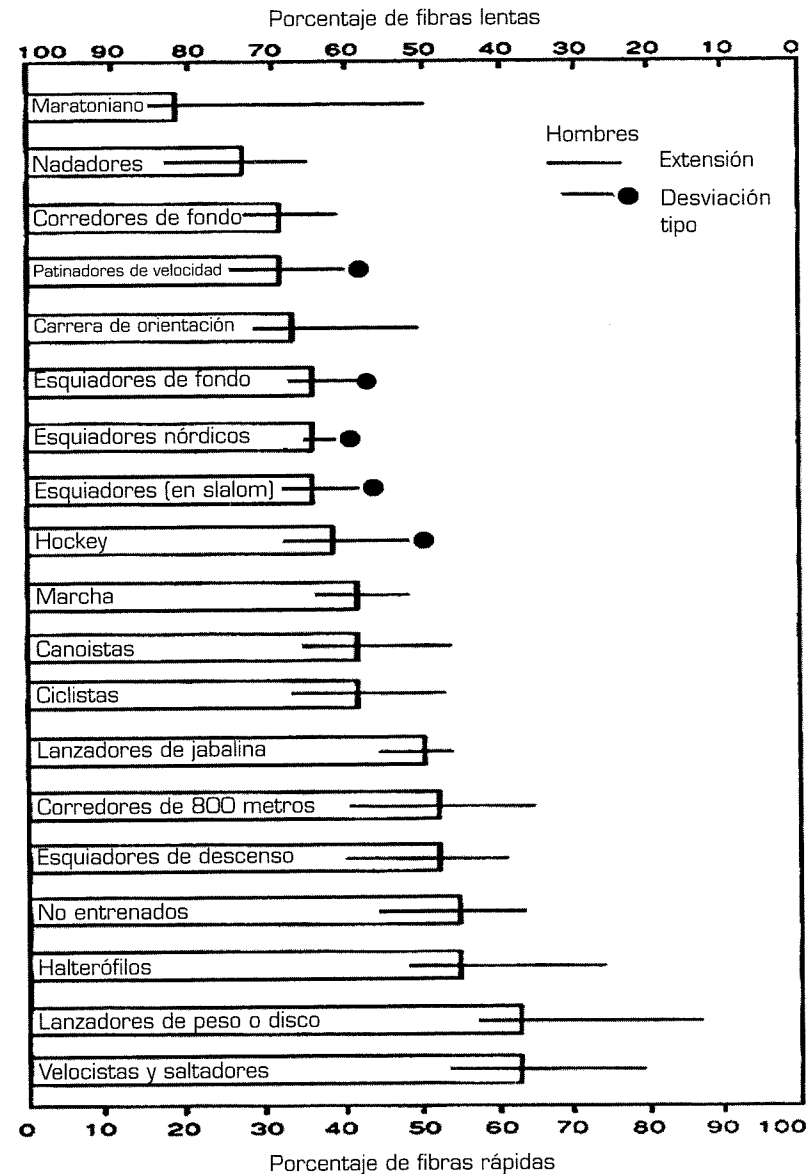 Porcentaje de fibras lentas
100 90 80 70 60 50 40 30 20 10 0
Maratoniano
Hombres
Extensión
Nadadores
Desviación
tipo
Corredores de fondo
Patinadores de velocidad
Carrera de orientación
Esquiadores de fondo
Esquiadores nórdicos
Esquiadores (en slalom)
Hockey
Marcha
Canoistas
Ciclistas
Lanzadores de jabalina
Corredores de 800 metros
Esquiadores de descenso
No entrenados
Halterófilos
Lanzadores de peso o disco
Velocistas y saltadores
0 10 20 30 40 50 60 70 80 90 100
Porcentaje de fibras rápidas